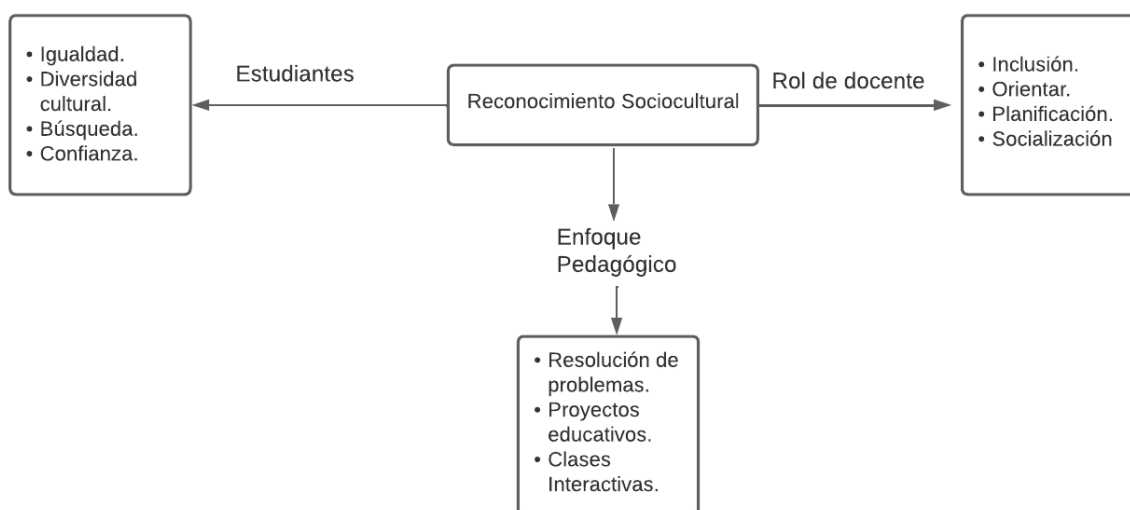 • Igualdad.
• Diversidad
cultural.
• Búsqueda.
• Confianza.
Estudiantes
Reconocimiento Sociocultural
Rol de docente
• Inclusión.
• Orientar.
• Planificación.
• Socialización
Enfoque
Pedagógico
• Resolución de
problemas.
• Proyectos
educativos.
• Clases
Interactivas.